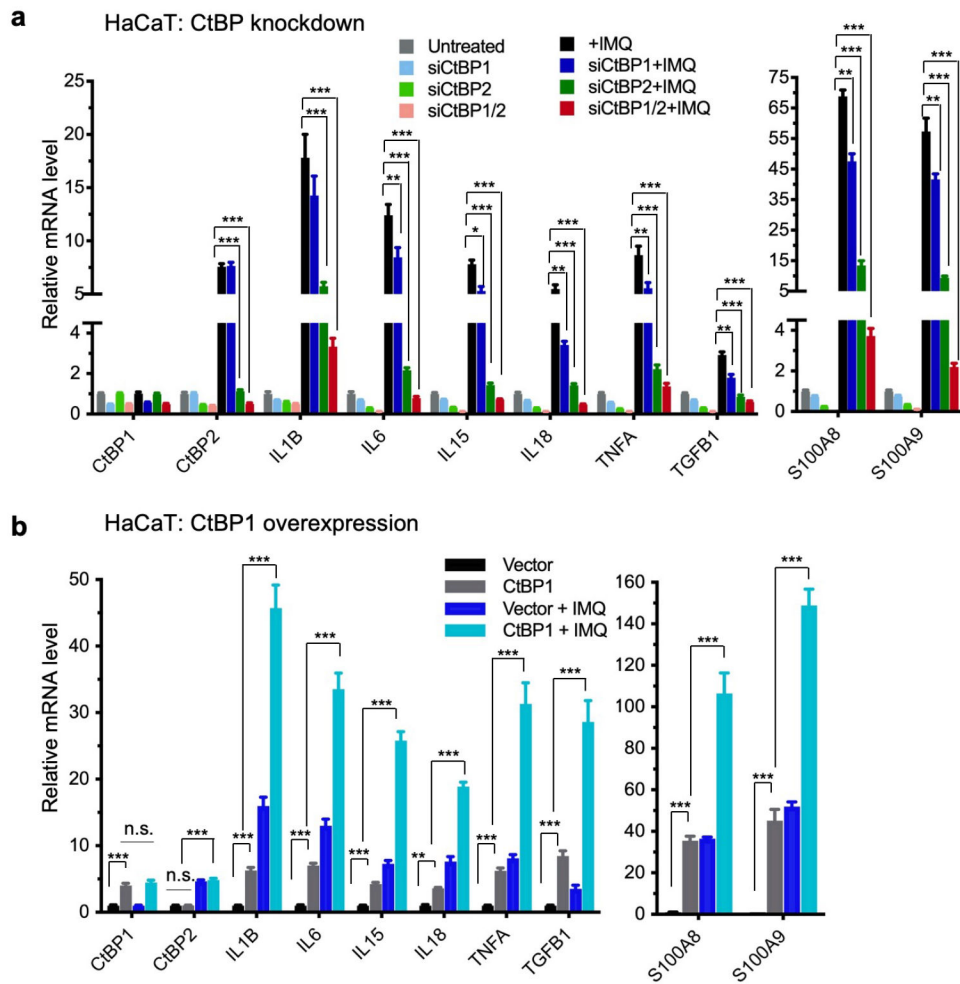 a
HaCaT: CtBP knockdown
Untreated
siCtBP1
siCtBP2
siCtBP1/2
+IMQ
siCtBP1+IMQ
siCtBP2+IMQ
siCtBP1/2+IMQ
Relative mRNA level
25
20
15
10
5
4
2
0
***
***
***
***
***
***
**
***
***
*
***
***
**
***
***
**
***
***
**
CtBP1
CtBP2
IL1B
IL6
IL15
IL18
TNFA
TGFB1
75
65
55
45
35
25
15
5
4
2
0
***
***
**
***
***
**
S100A8
S100A9
b
HaCaT: CtBP1 overexpression
Vector
CtBP1
Vector + IMQ
CtBP1 + IMQ
Relative mRNA level
50
40
30
20
10
0
n.s.
***
***
n.s.
***
***
***
***
***
***
***
**
***
***
***
***
CtBP1
CtBP2
IL1B
IL6
IL15
IL18
TNFA
TGFB1
160
140
120
100
80
60
40
20
0
***
***
***
***
S100A8
S100A9